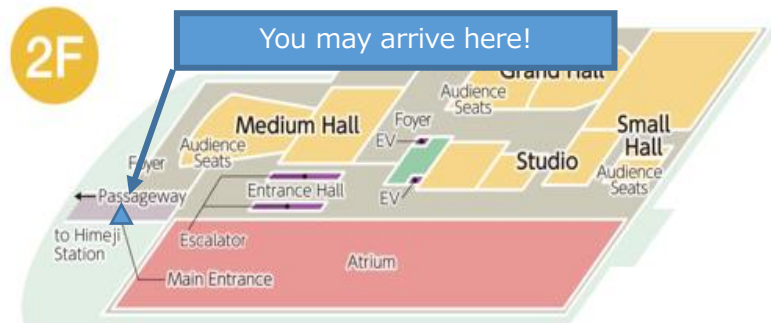 2F
You may arrive here!
Grand Hall
Audience
Seats
Foyer
EV
Medium Hall
Audience
Seats
Foyer
Small
Hall
Audience
Seats
Studio
EV
Entrance Hall
Passageway
to Himeji
Station
Escalator
Main Entrance
Atrium